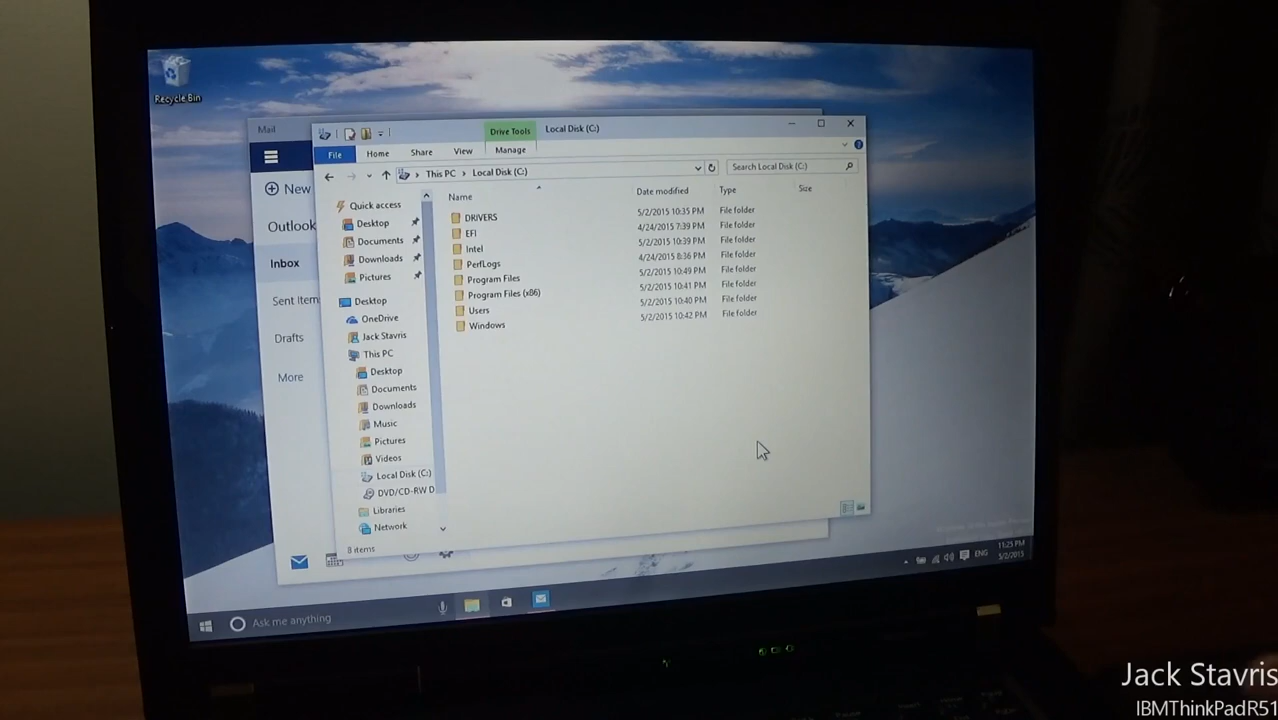 Recycle Bin
Mail
New
Outlook
Inbox
Sent Item
Drafts
More
Drive Tools
Local Disk (C:)
File
Home
Share
View
Manage
This PC
Local Disk (C:)
Search Local Disk (C:)
Name
Date modified
Type
Size
DRIVERS 5/2/2015 10:35 PM File folder
EFI 4/24/2015 7:39 PM File folder
Intel 5/2/2015 10:39 PM File folder
PerfLogs 4/24/2015 8:36 PM File folder
Program Files 5/2/2015 10:49 PM File folder
Program Files (x86) 5/2/2015 10:41 PM File folder
Users 5/2/2015 10:40 PM File folder
Windows 5/2/2015 10:42 PM File folder
Quick access
Desktop
Documents
Downloads
Pictures
Desktop
OneDrive
Jack Stavris
This PC
Desktop
Documents
Downloads
Music
Pictures
Videos
Local Disk (C:)
DVD/CD-RW D
Libraries
Network
8 items
Ask me anything
ENG
11:25 PM
5/2/2015
Jack Stavris
IBMThinkPadR51